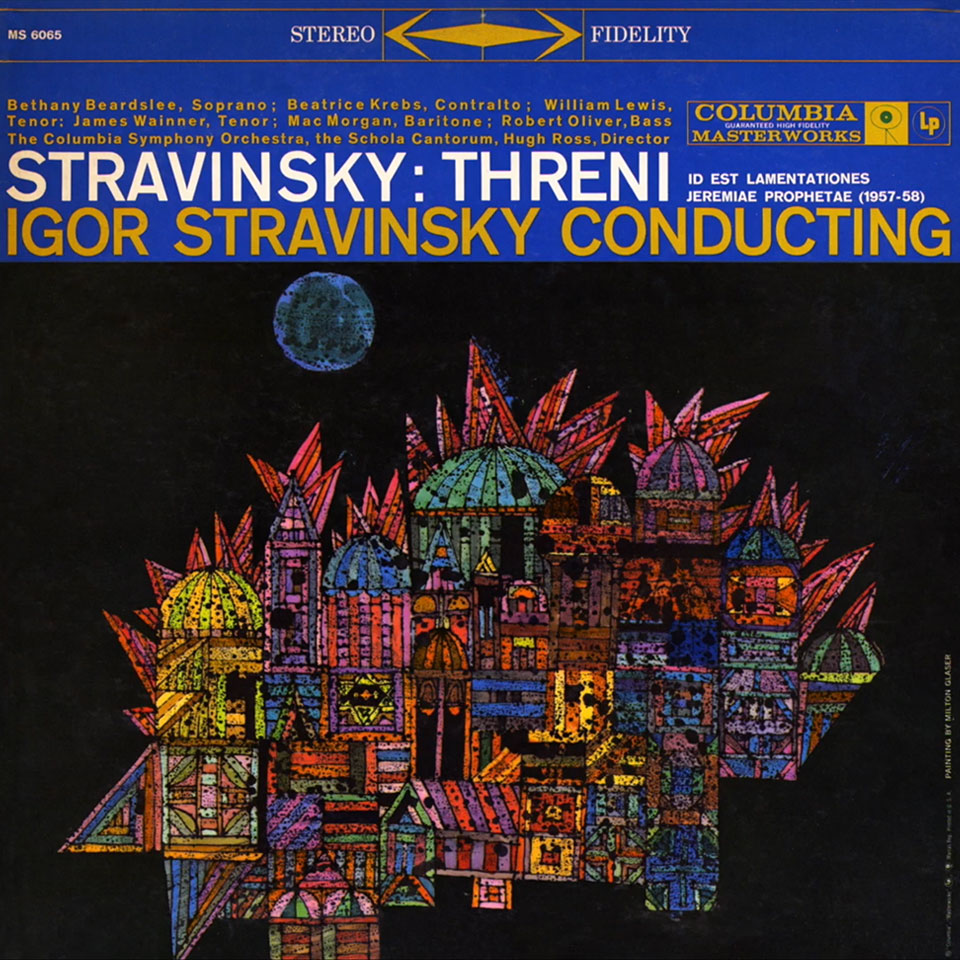 MS 6065
STEREO FIDELITY
Bethany Beardslee, Soprano; Beatrice Krebs, Contralto; William Lewis,
Tenor: James Wainner, Tenor; Mac Morgan, Baritone; Robert Oliver, Bass
The Columbia Symphony Orchestra, the Schola Cantorum, Hugh Ross, Director
COLUMBIA
GUARANTEED HIGH FIDELITY
MASTERWORKS
Lp
STRAVINSKY: THRENI
ID EST LAMENTATIONES
JEREMIAE PROPHETAE (1957-58)
IGOR STRAVINSKY CONDUCTING
PAINTING BY MILTON GLASER